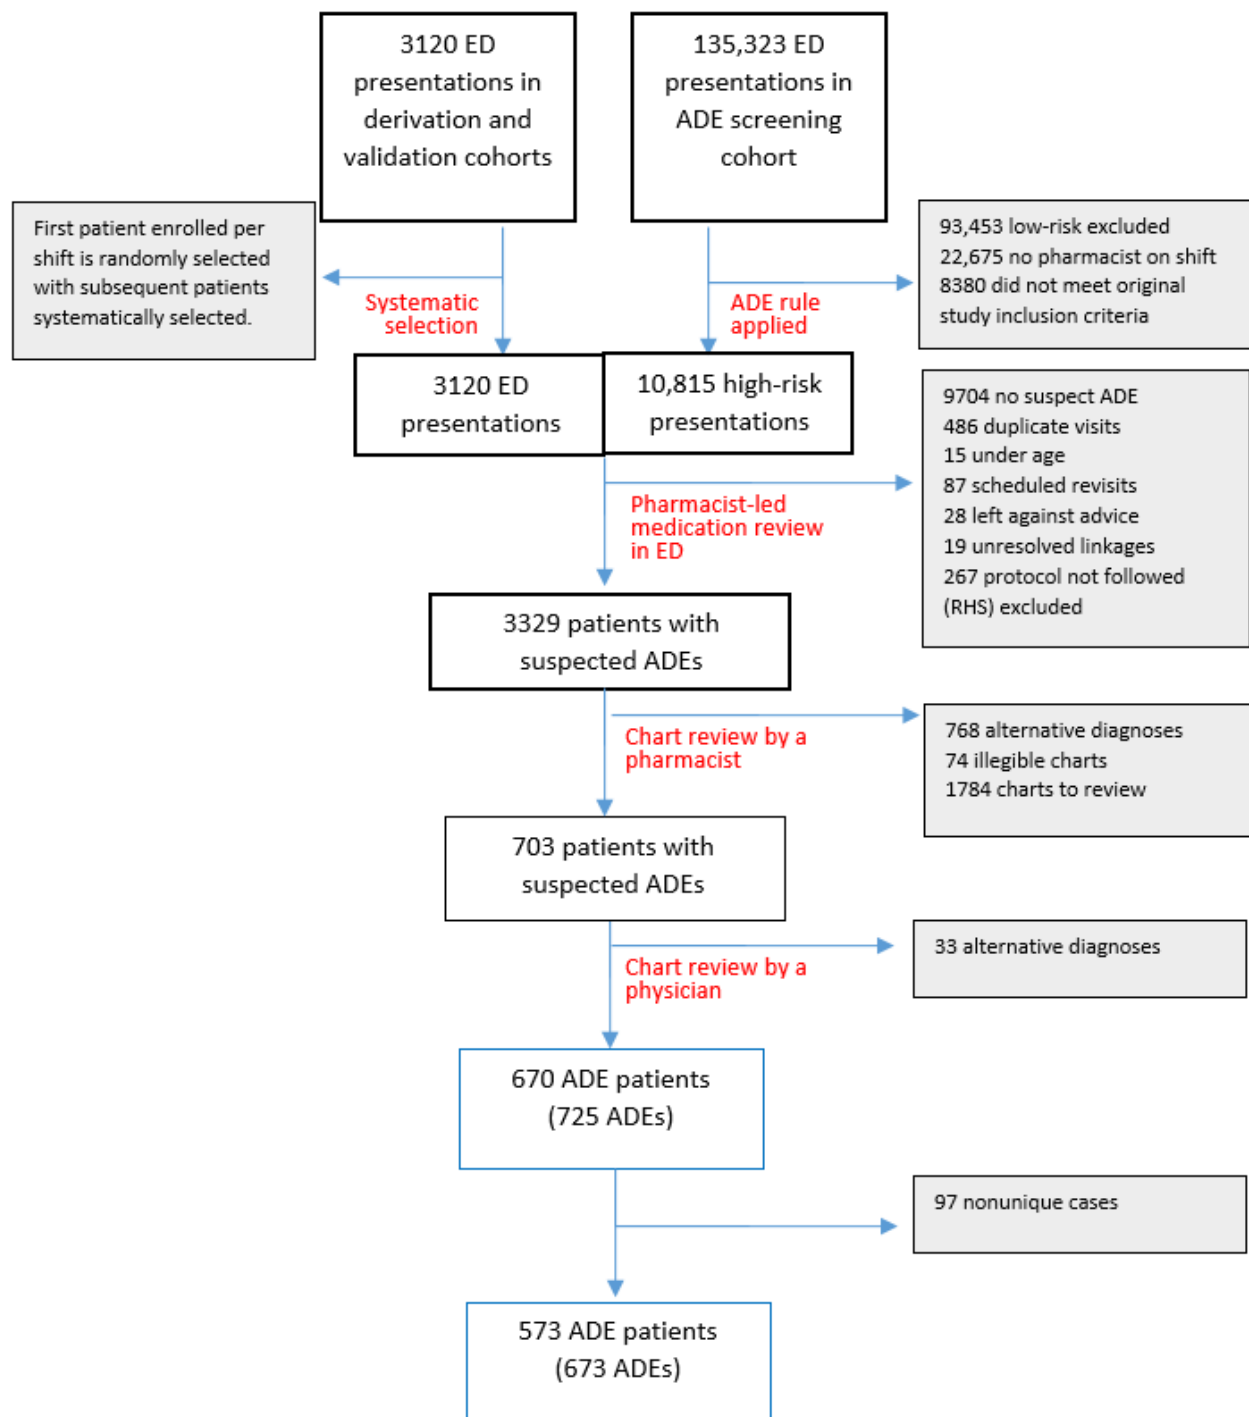 3120 ED
presentations in
derivation and
validation cohorts
135,323 ED
presentations in
ADE screening
cohort
First patient enrolled per
shift is randomly selected
with subsequent patients
systematically selected.
Systematic
selection
ADE rule
applied
93,453 low-risk excluded
22,675 no pharmacist on shift
8380 did not meet original
study inclusion criteria
3120 ED
presentations
10,815 high-risk
presentations
Pharmacist-led
medication review
in ED
9704 no suspect ADE
486 duplicate visits
15 under age
87 scheduled revisits
28 left against advice
19 unresolved linkages
267 protocol not followed
(RHS) excluded
3329 patients with
suspected ADEs
Chart review by a
pharmacist
768 alternative diagnoses
74 illegible charts
1784 charts to review
703 patients with
suspected ADEs
Chart review by a
physician
33 alternative diagnoses
670 ADE patients
(725 ADEs)
97 nonunique cases
573 ADE patients
(673 ADEs)